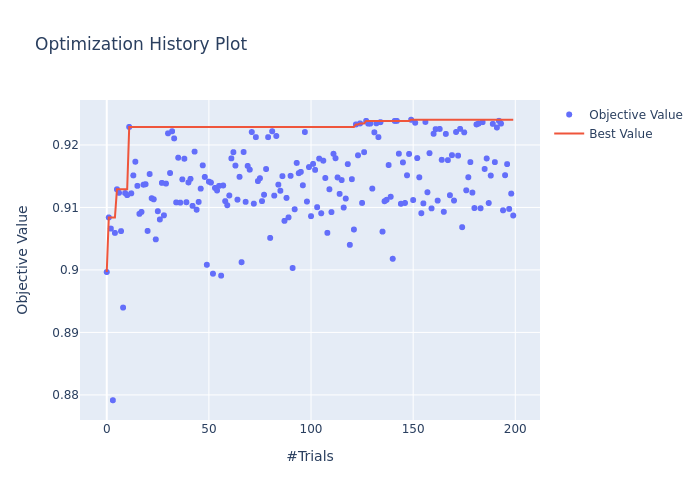 Optimization History Plot
Objective Value
Best Value
Objective Value
0.92
0.91
0.9
0.89
0.88
0
50
100
150
200
#Trials